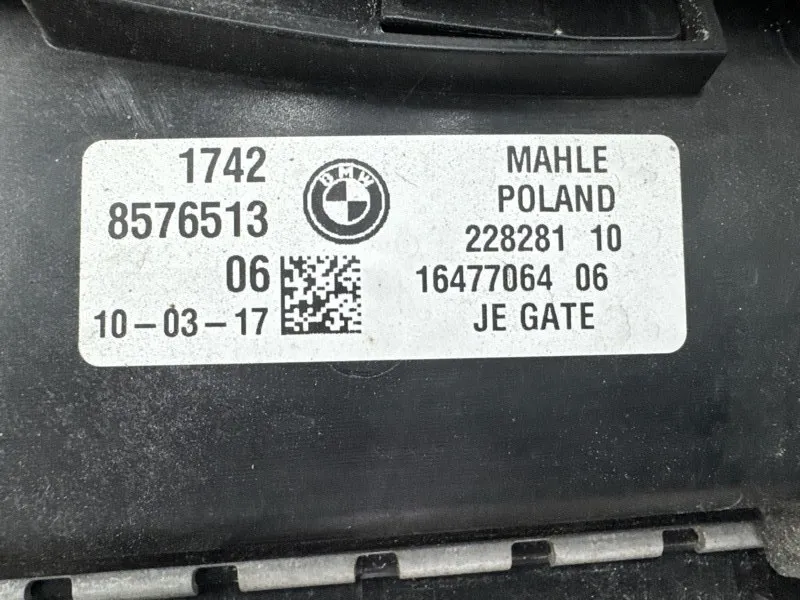 1742
8576513
06
10-03-17
BMW
MAHLE
POLAND
228281 10
16477064 06
JE GATE